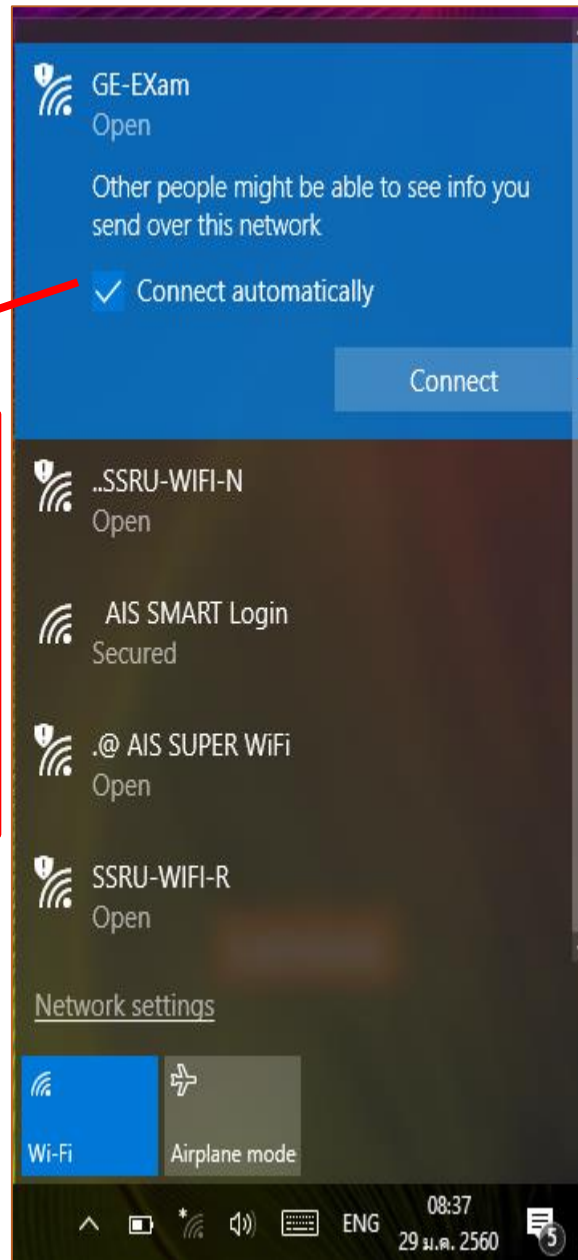 GE-EXam
Open
Other people might be able to see info you
send over this network
Connect automatically
Connect
..SSRU-WIFI-N
Open
AIS SMART Login
Secured
.@ AIS SUPER WiFi
Open
SSRU-WIFI-R
Open
Network settings
Wi-Fi
Airplane mode
ENG
08:37
29 ม.ค. 2560
5